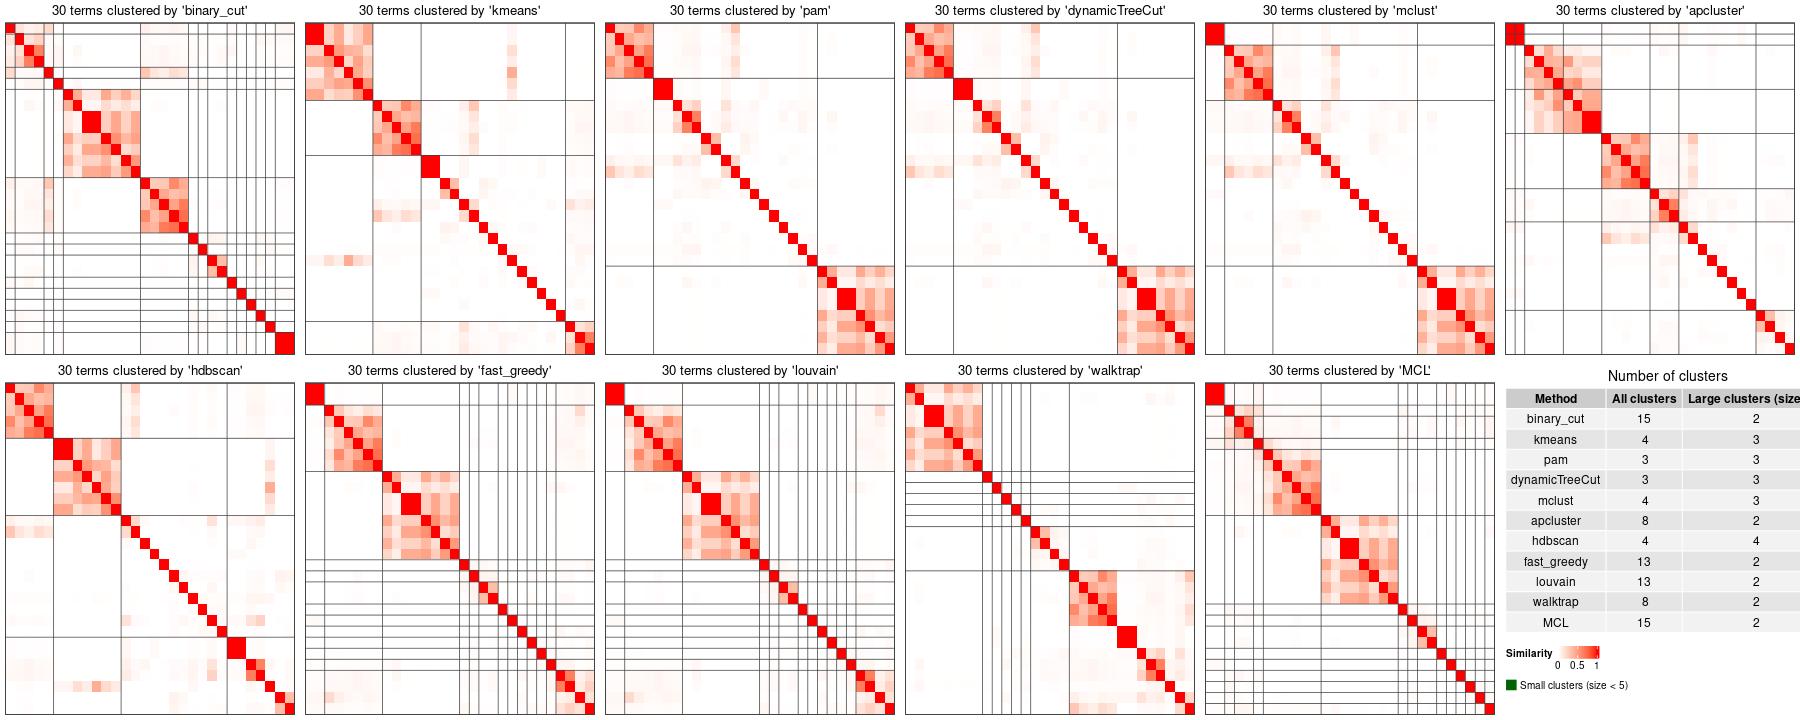 30 terms clustered by 'binary_cut'
30 terms clustered by 'kmeans'
30 terms clustered by 'pam'
30 terms clustered by 'dynamicTreeCut'
30 terms clustered by 'mclust'
30 terms clustered by 'apcluster'
30 terms clustered by 'hdbscan'
30 terms clustered by 'fast_greedy'
30 terms clustered by 'louvain'
30 terms clustered by 'walktrap'
30 terms clustered by 'MCL'
Number of clusters
Method All clusters Large clusters (size
binary_cut 15 2
kmeans 4 3
pam 3 3
dynamicTreeCut 3 3
mclust 4 3
apcluster 8 2
hdbscan 4 4
fast_greedy 13 2
louvain 13 2
walktrap 8 2
MCL 15 2
Similarity
0 0.5 1
Small clusters (size < 5)